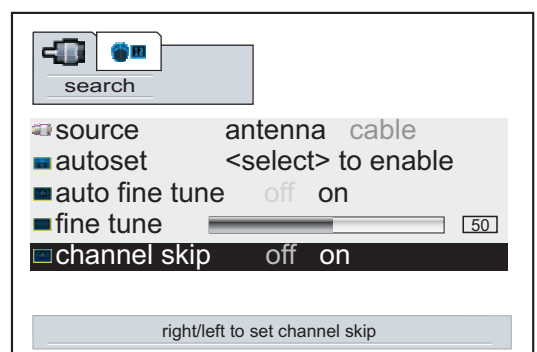 search
source antenna cable
autoset <select> to enable
auto fine tune off on
fine tune 50
channel skip off on
right/left to set channel skip